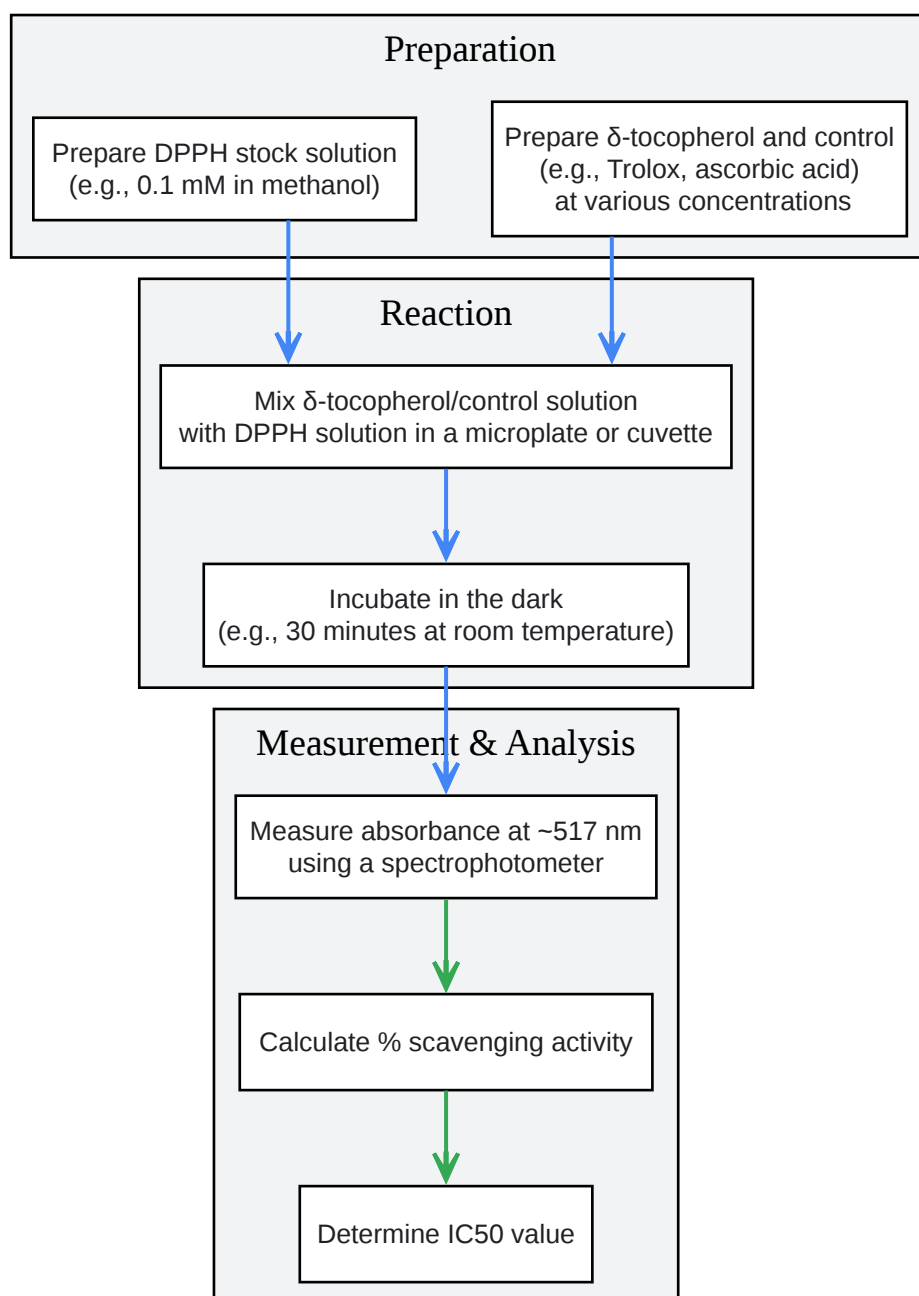 Preparation
Prepare DPPH stock solution
(e.g., 0.1 mM in methanol)
Prepare δ-tocopherol and control
(e.g., Trolox, ascorbic acid)
at various concentrations
Reaction
Mix δ-tocopherol/control solution
with DPPH solution in a microplate or cuvette
Incubate in the dark
(e.g., 30 minutes at room temperature)
Measurement & Analysis
Measure absorbance at ~517 nm
using a spectrophotometer
Calculate % scavenging activity
Determine IC50 value